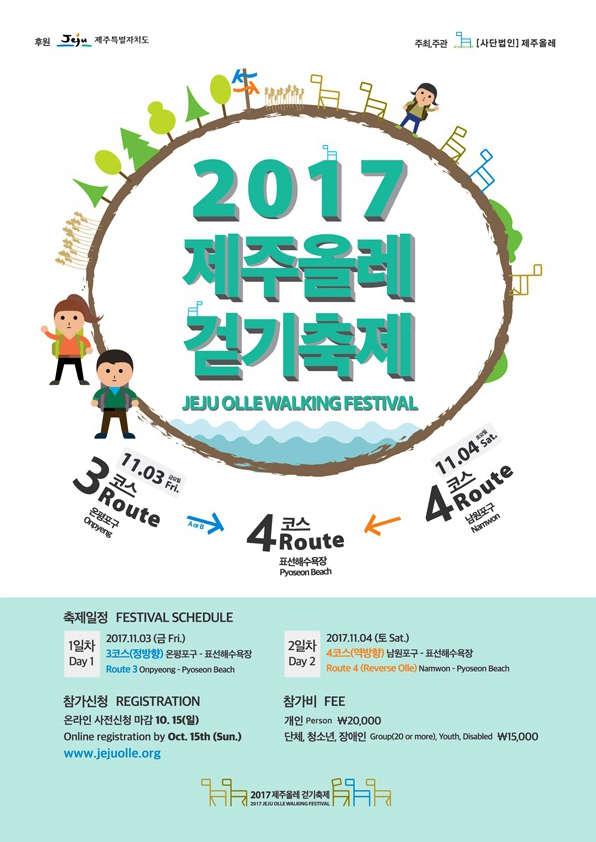 후원 Jeju 제주특별자치도
주최,주관 [사단법인] 제주올레
2017
제주올레
걷기축제
JEJU OLLE WALKING FESTIVAL
11.03 금요일 Fri.
3코스 Route
온평포구
Onpyeng
A or B
4코스 Route
표선해수욕장
Pyoseon Beach
11.04 토요일 Sat.
4코스 Route
남원포구
Namwon
축제일정 FESTIVAL SCHEDULE
1일차
Day 1
2017.11.03 (금 Fri.)
3코스(정방향) 온평포구 - 표선해수욕장
Route 3 Onpyeong - Pyoseon Beach
2일차
Day 2
2017.11.04 (토 Sat.)
4코스(역방향) 남원포구 - 표선해수욕장
Route 4 (Reverse Olle) Namwon - Pyoseon Beach
참가신청 REGISTRATION
온라인 사전신청 마감 10. 15(일)
Online registration by Oct. 15th (Sun.)
www.jejuolle.org
참가비 FEE
개인 Person ₩20,000
단체, 청소년, 장애인 Group(20 or more), Youth, Disabled ₩15,000
2017 제주올레 걷기축제
2017 JEJU OLLE WALKING FESTIVAL